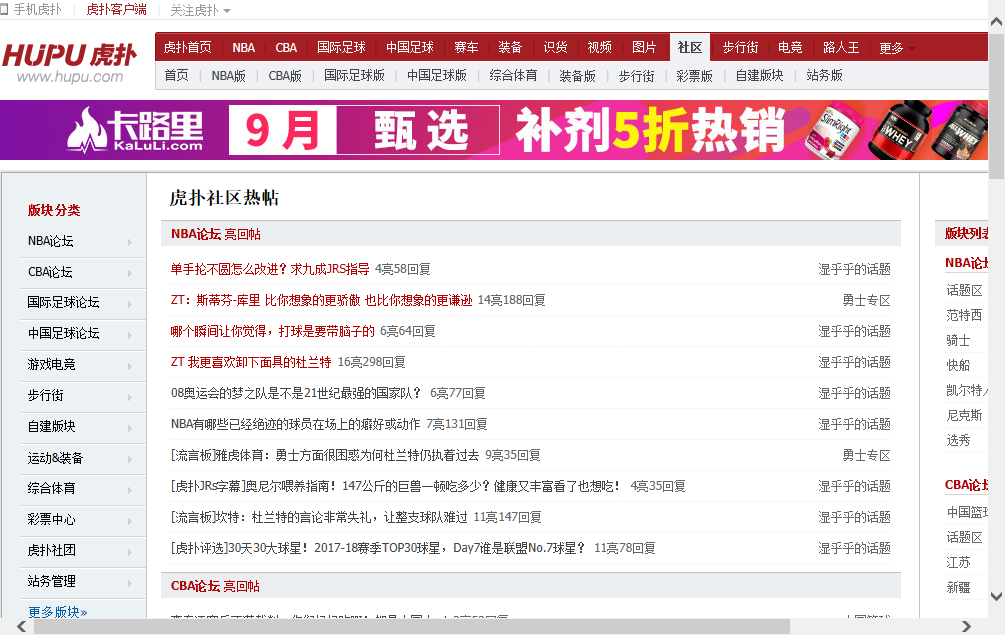 手机虎扑 虎扑客户端 关注虎扑
HUPU 虎扑
www.hupu.com
虎扑首页 NBA CBA 国际足球 中国足球 赛车 装备 识货 视频 图片 社区 步行街 电竞 路人王 更多
首页 NBA版 CBA版 国际足球版 中国足球版 综合体育 装备版 步行街 彩票版 自建版块 站务版
卡路里 KaLuLi.com 9月 甄选 补剂5折热销
SlimRight WHEY WHEY
版块分类
NBA论坛
CBA论坛
国际足球论坛
中国足球论坛
游戏电竞
步行街
自建版块
运动&装备
综合体育
彩票中心
虎扑社团
站务管理
更多版块»
虎扑社区热帖
NBA论坛 亮回帖
单手抡不圆怎么改进？求九成JRS指导 4亮58回复 湿乎乎的话题
ZT：斯蒂芬-库里 比你想象的更骄傲 也比你想象的更谦逊 14亮188回复 勇士专区
哪个瞬间让你觉得，打球是要带脑子的 6亮64回复 湿乎乎的话题
ZT 我更喜欢卸下面具的杜兰特 16亮298回复 湿乎乎的话题
08奥运会的梦之队是不是21世纪最强的国家队？ 6亮77回复 湿乎乎的话题
NBA有哪些已经绝迹的球员在场上的癖好或动作 7亮131回复 湿乎乎的话题
[流言板]雅虎体育：勇士方面很困惑为何杜兰特仍执着过去 9亮35回复 勇士专区
[虎扑JRs字幕]奥尼尔喂养指南！147公斤的巨兽一顿吃多少？健康又丰富看了也想吃！ 4亮35回复 湿乎乎的话题
[流言板]坎特：杜兰特的言论非常失礼，让整支球队难过 11亮147回复 湿乎乎的话题
[虎扑评选]30天30大球星！2017-18赛季TOP30球星，Day7谁是联盟No.7球星？ 11亮78回复 湿乎乎的话题
CBA论坛 亮回帖
版块列表
NBA论坛
话题区
范特西
骑士
快船
凯尔特人
尼克斯
选秀
CBA论坛
中国篮球
话题区
江苏
新疆